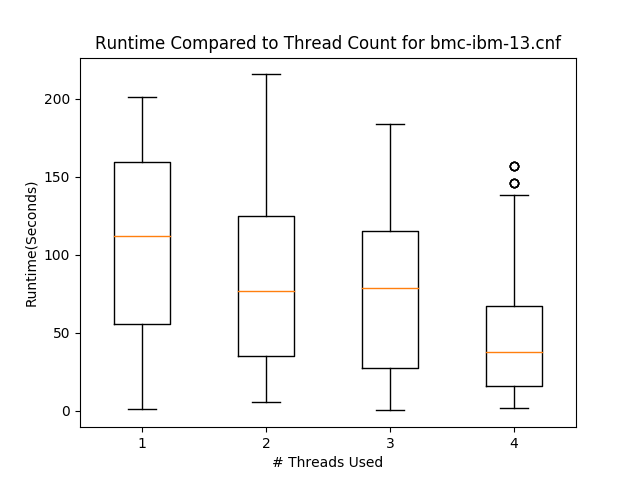 Runtime Compared to Thread Count for bmc-ibm-13.cnf
200
150
100
50
0
Runtime(Seconds)
1 2 3 4
# Threads Used